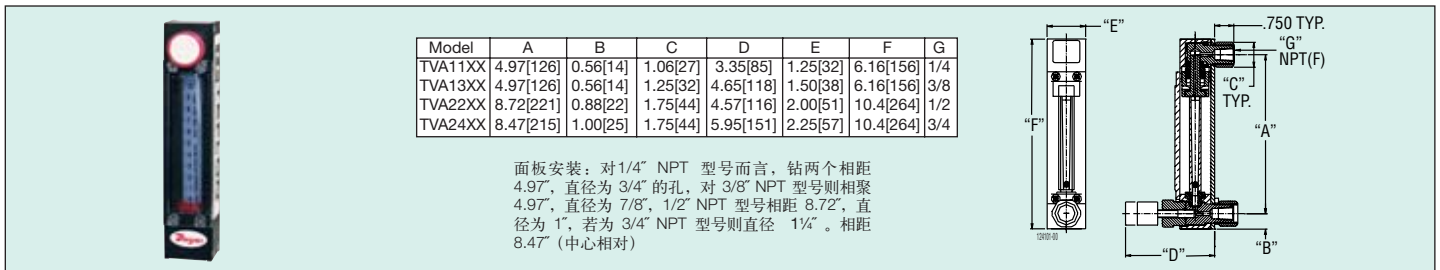 Model A B C D E F G
TVA11XX 4.97[126] 0.56[14] 1.06[27] 3.35[85] 1.25[32] 6.16[156] 1/4
TVA13XX 4.97[126] 0.56[14] 1.25[32] 4.65[118] 1.50[38] 6.16[156] 3/8
TVA22XX 8.72[221] 0.88[22] 1.75[44] 4.57[116] 2.00[51] 10.4[264] 1/2
TVA24XX 8.47[215] 1.00[25] 1.75[44] 5.95[151] 2.25[57] 10.4[264] 3/4
面板安装：对1/4″ NPT 型号而言，钻两个相距
4.97″，直径为 3/4″ 的孔，对 3/8″ NPT 型号则相聚
4.97″，直径为 7/8″，1/2″ NPT 型号相距 8.72″，直
径为 1″，若为 3/4″ NPT 型号则直径 1¼″ 。相距
8.47″（中心相对）
Dwyer
“E”
.750 TYP.
“G”
NPT(F)
“C”
TYP.
“F”
“A”
124101-00
“D”
“B”